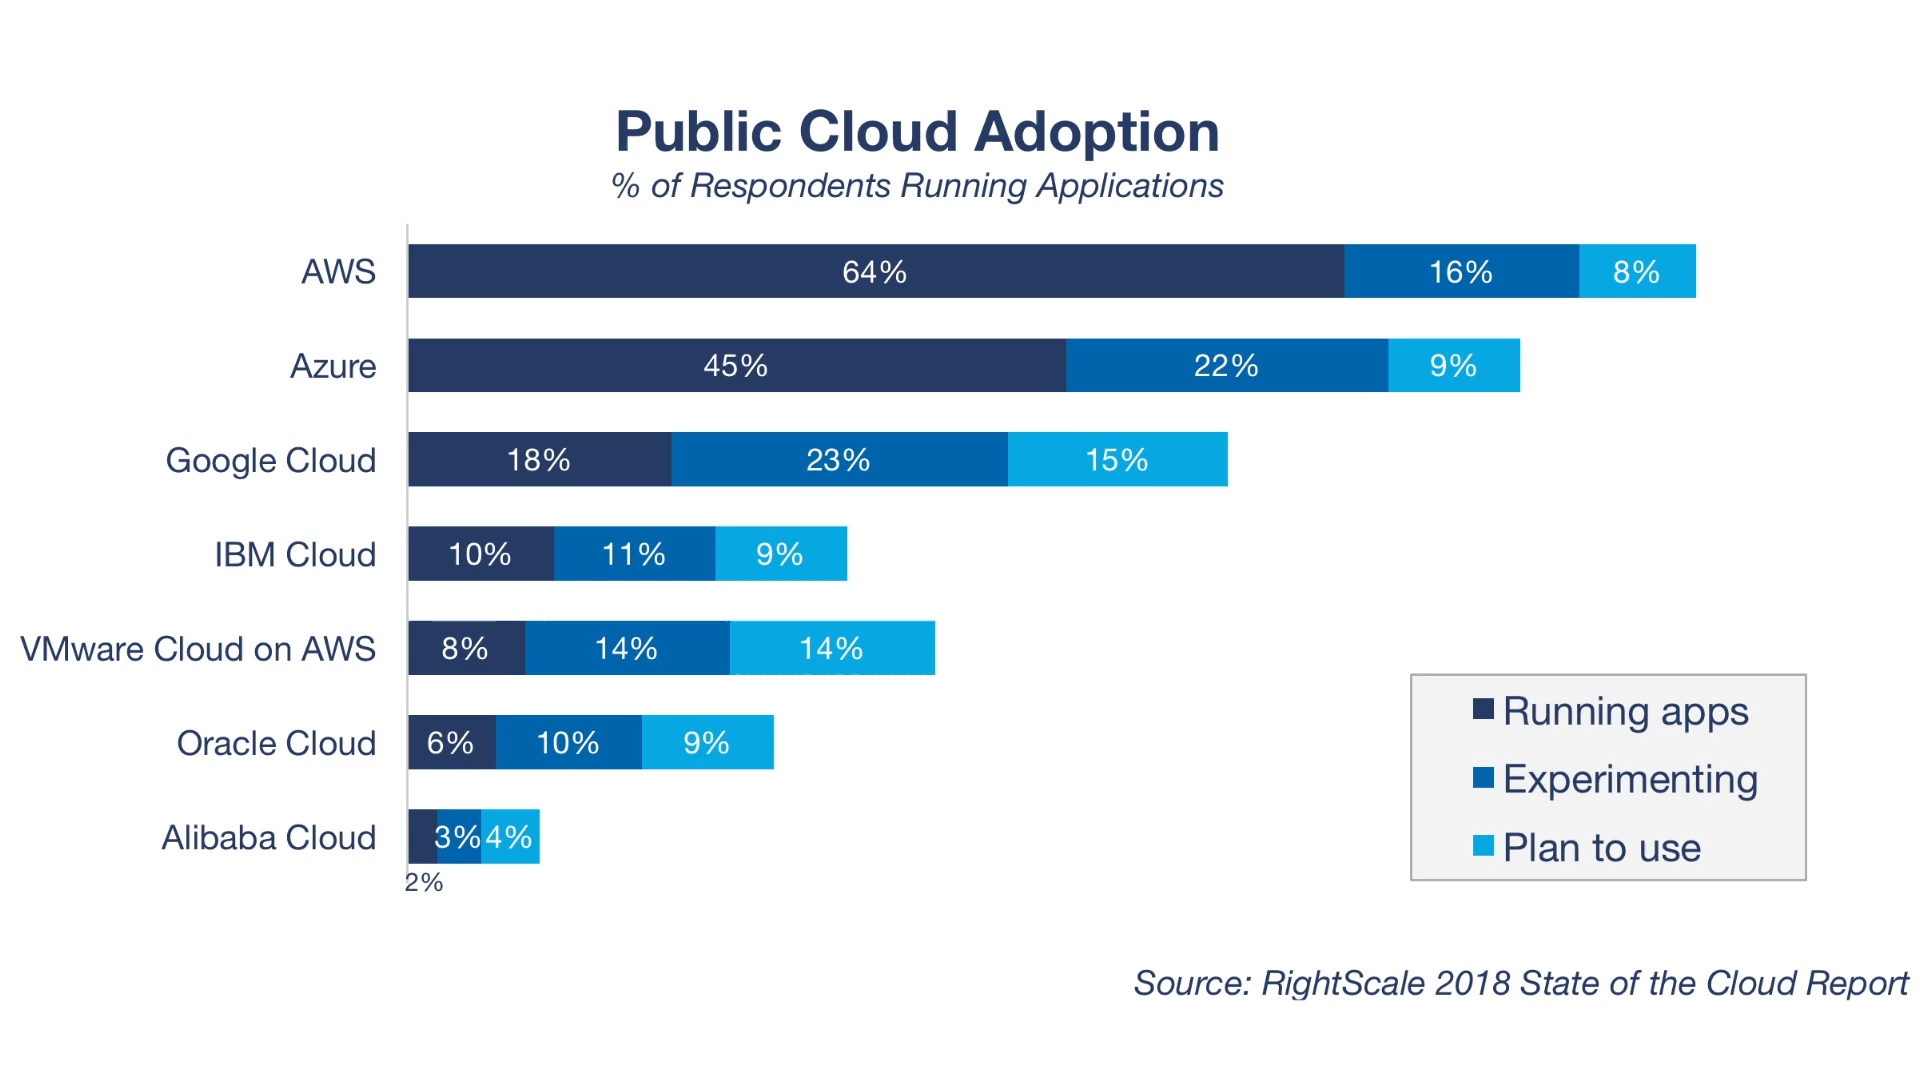 Public Cloud Adoption
% of Respondents Running Applications
AWS 64% 16% 8%
Azure 45% 22% 9%
Google Cloud 18% 23% 15%
IBM Cloud 10% 11% 9%
VMware Cloud on AWS 8% 14% 14%
Oracle Cloud 6% 10% 9%
Alibaba Cloud 3% 4%
2%
Running apps
Experimenting
Plan to use
Source: RightScale 2018 State of the Cloud Report